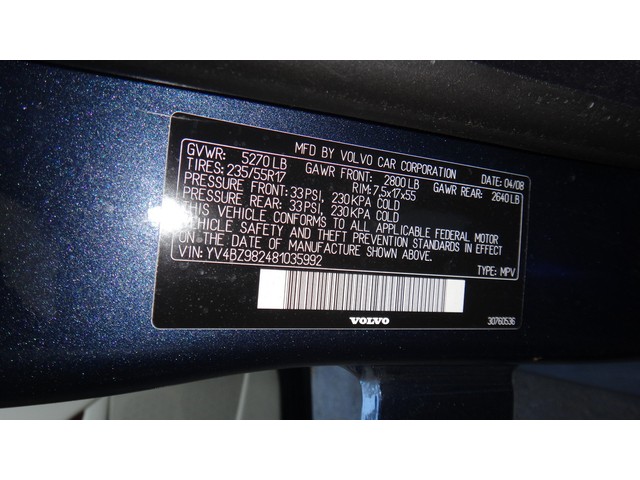 MFD BY VOLVO CAR CORPORATION DATE: 04/08
GVWR: 5270 LB GAWR FRONT: 2800 LB GAWR REAR: 2640 LB
TIRES: 235/55R17 RIM: 7,5x17x55
PRESSURE FRONT: 33 PSI, 230 KPA COLD
PRESSURE REAR: 33 PSI, 230 KPA COLD
THIS VEHICLE CONFORMS TO ALL APPLICABLE FEDERAL MOTOR
VEHICLE SAFETY AND THEFT PREVENTION STANDARDS IN EFFECT
ON THE DATE OF MANUFACTURE SHOWN ABOVE.
VIN: YV4BZ982481035992 TYPE: MPV
VOLVO 30760536